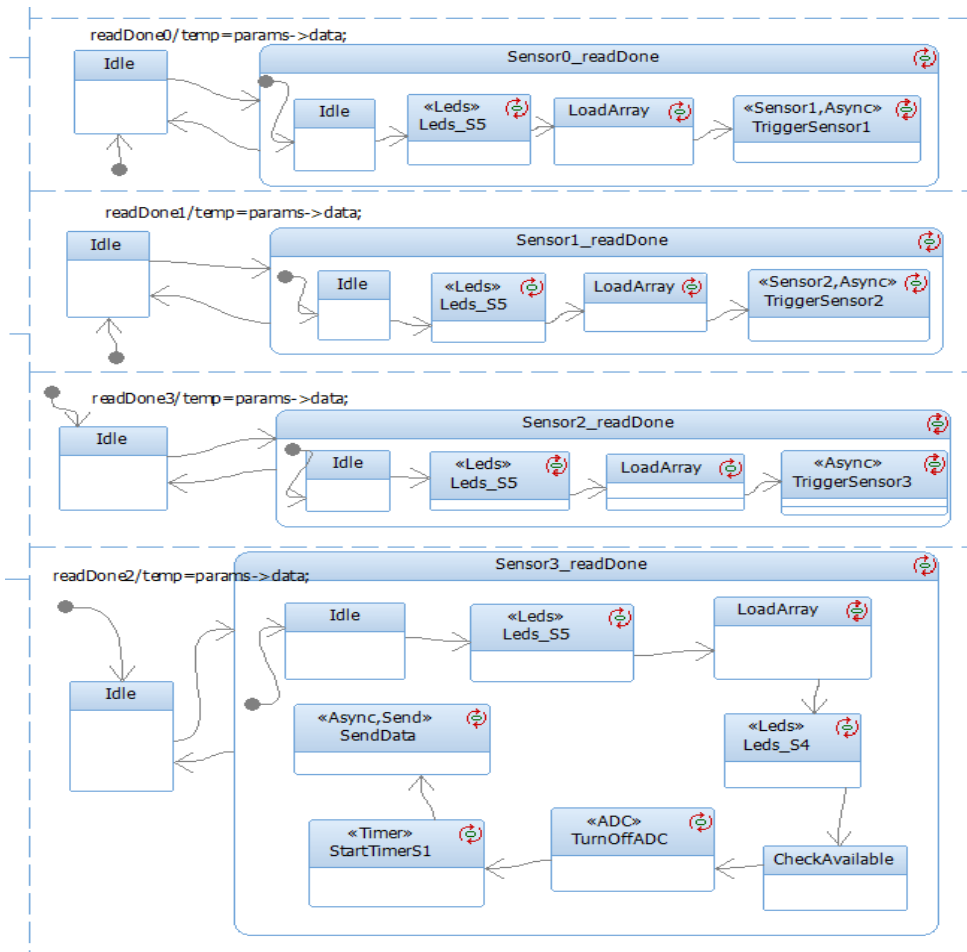 readDone0/temp=params->data;
Idle
Sensor0_readDone
Idle
«Leds»
Leds_S5
LoadArray
«Sensor1,Async»
TriggerSensor1
readDone1/temp=params->data;
Idle
Sensor1_readDone
Idle
«Leds»
Leds_S5
LoadArray
«Sensor2,Async»
TriggerSensor2
readDone3/temp=params->data;
Idle
Sensor2_readDone
Idle
«Leds»
Leds_S5
LoadArray
«Async»
TriggerSensor3
readDone2/temp=params->data;
Idle
Sensor3_readDone
Idle
«Leds»
Leds_S5
LoadArray
«Leds»
Leds_S4
CheckAvailable
«ADC»
TurnOffADC
«Timer»
StartTimerS1
«Async,Send»
SendData